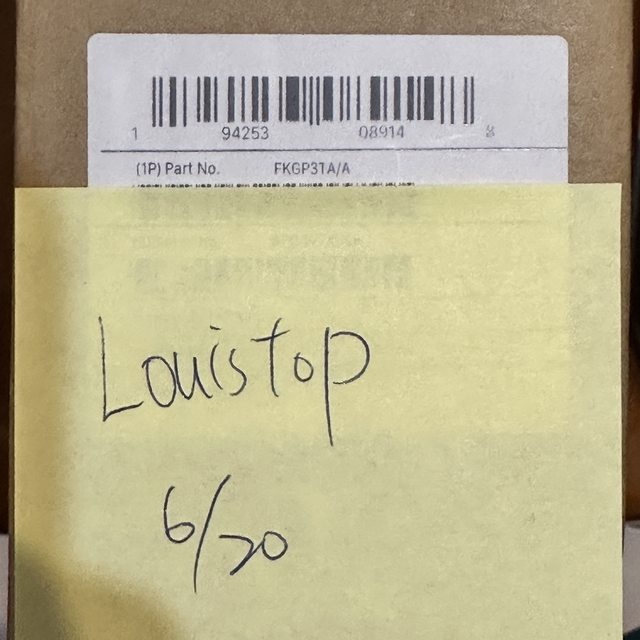 1 94253 08914 8
(1P) Part No. FKGP3TA/A
Louistop
6/20